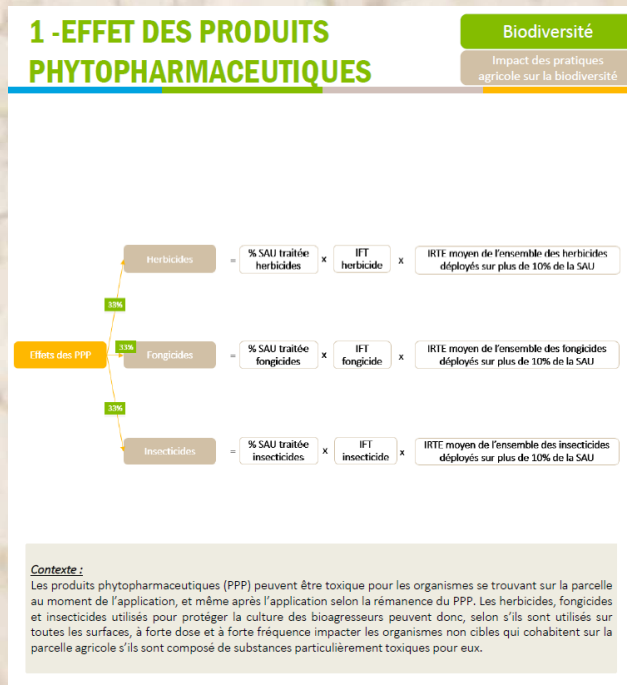 1 -EFFET DES PRODUITS
PHYTOPHARMACEUTIQUES
Biodiversité
Impact des pratiques
agricole sur la biodiversité
Herbicides
=
% SAU traitée
herbicides
x
IFT
herbicide
x
IRTE moyen de l'ensemble des herbicides
déployés sur plus de 10% de la SAU
33%
Effets des PPP
33%
Fongicides
=
% SAU traitée
fongicides
x
IFT
fongicide
x
IRTE moyen de l'ensemble des fongicides
déployés sur plus de 10% de la SAU
33%
Insecticides
=
% SAU traitée
insecticides
x
IFT
insecticide
x
IRTE moyen de l'ensemble des insecticides
déployés sur plus de 10% de la SAU
Contexte :
Les produits phytopharmaceutiques (PPP) peuvent être toxique pour les organismes se trouvant sur la parcelle
au moment de l'application, et même après l'application selon la rémanence du PPP. Les herbicides, fongicides
et insecticides utilisés pour protéger la culture des bioagresseurs peuvent donc, selon s'ils sont utilisés sur
toutes les surfaces, à forte dose et à forte fréquence impacter les organismes non cibles qui cohabitent sur la
parcelle agricole s'ils sont composé de substances particulièrement toxiques pour eux.